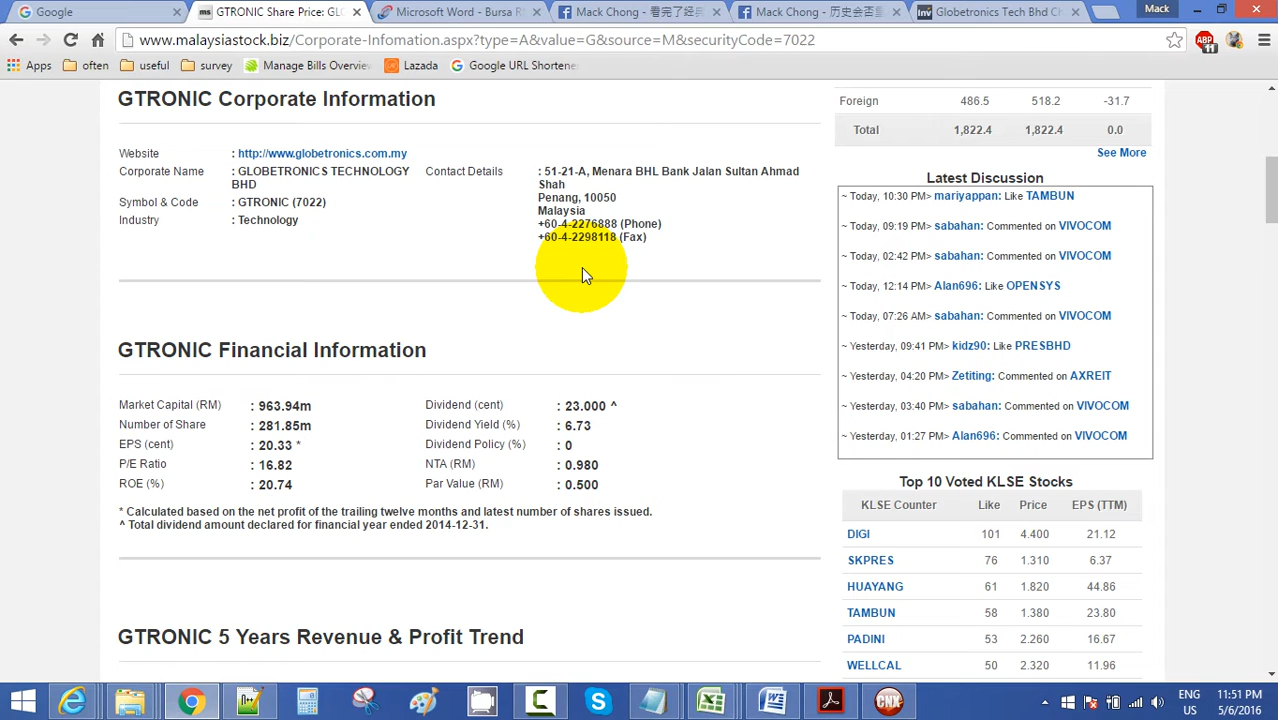 Google
GTRONIC Share Price: GL
Microsoft Word - Bursa R
Mack Chong - 看完了经
Mack Chong - 历史会否重
Globetronics Tech Bhd C
Mack
www.malaysiastock.biz/Corporate-Infomation.aspx?type=A&value=G&source=M&securityCode=7022
ABP
11
Apps
often
useful
survey
Manage Bills Overvi
Lazada
Google URL Shortene
GTRONIC Corporate Information
Website : http://www.globetronics.com.my
Corporate Name : GLOBETRONICS TECHNOLOGY
BHD
Symbol & Code : GTRONIC (7022)
Industry : Technology
Contact Details : 51-21-A, Menara BHL Bank Jalan Sultan Ahmad
Shah
Penang, 10050
Malaysia
+60-4-2276888 (Phone)
+60-4-2298118 (Fax)
GTRONIC Financial Information
Market Capital (RM) : 963.94m
Number of Share : 281.85m
EPS (cent) : 20.33 *
P/E Ratio : 16.82
ROE (%) : 20.74
Dividend (cent) : 23.000 ^
Dividend Yield (%) : 6.73
Dividend Policy (%) : 0
NTA (RM) : 0.980
Par Value (RM) : 0.500
* Calculated based on the net profit of the trailing twelve months and latest number of shares issued.
^ Total dividend amount declared for financial year ended 2014-12-31.
GTRONIC 5 Years Revenue & Profit Trend
Foreign 486.5 518.2 -31.7
Total 1,822.4 1,822.4 0.0
See More
Latest Discussion
~ Today, 10:30 PM> mariyappan: Like TAMBUN
~ Today, 09:19 PM> sabahan: Commented on VIVOCOM
~ Today, 02:42 PM> sabahan: Commented on VIVOCOM
~ Today, 12:14 PM> Alan696: Like OPENSYS
~ Today, 07:26 AM> sabahan: Commented on VIVOCOM
~ Yesterday, 09:41 PM> kidz90: Like PRESBHD
~ Yesterday, 04:20 PM> Zetiting: Commented on AXREIT
~ Yesterday, 03:40 PM> sabahan: Commented on VIVOCOM
~ Yesterday, 01:27 PM> Alan696: Commented on VIVOCOM
Top 10 Voted KLSE Stocks
KLSE Counter Like Price EPS (TTM)
DIGI 101 4.400 21.12
SKPRES 76 1.310 6.37
HUAYANG 61 1.820 44.86
TAMBUN 58 1.380 23.80
PADINI 53 2.260 16.67
WELLCAL 50 2.320 11.96
ENG
US
11:51 PM
5/6/2016